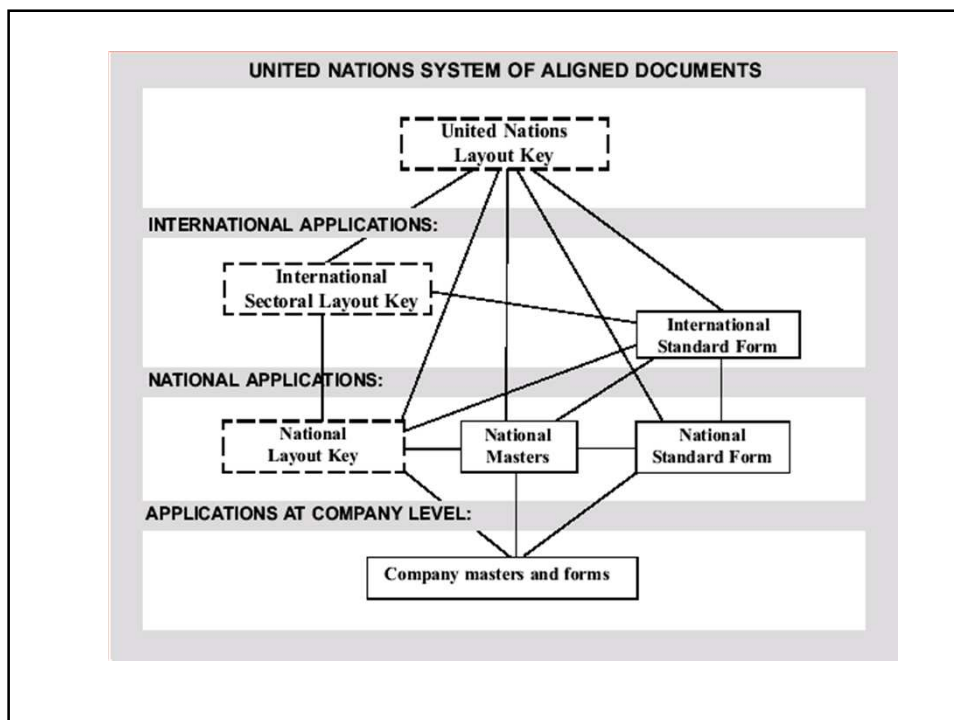 UNITED NATIONS SYSTEM OF ALIGNED DOCUMENTS
United Nations
Layout Key
INTERNATIONAL APPLICATIONS:
International
Sectoral Layout Key
International
Standard Form
NATIONAL APPLICATIONS:
National
Layout Key
National
Masters
National
Standard Form
APPLICATIONS AT COMPANY LEVEL:
Company masters and forms